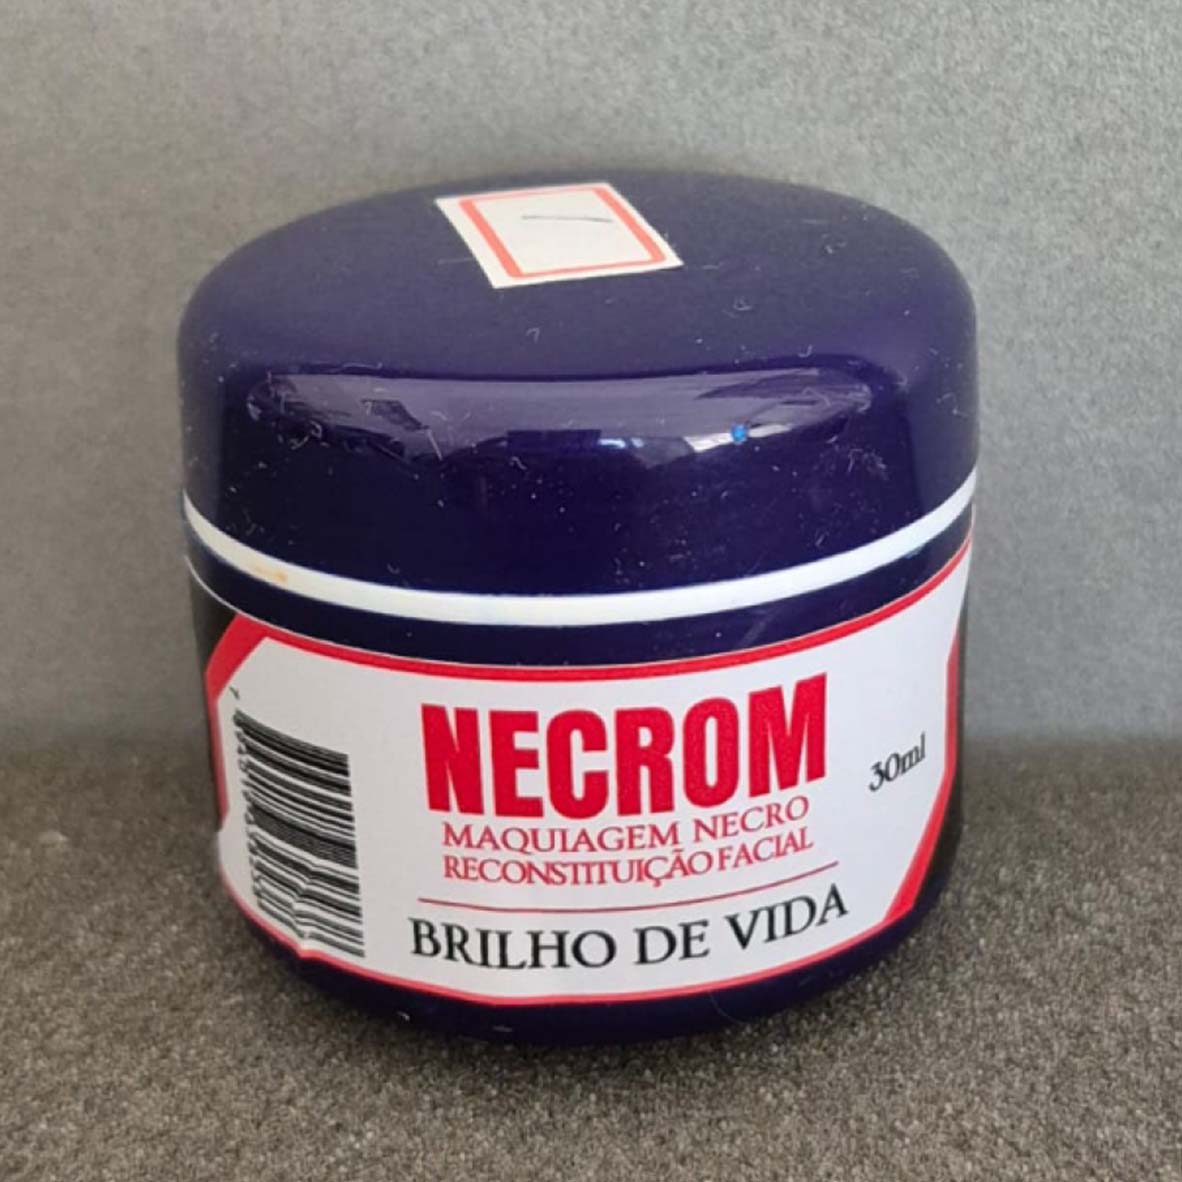 NECROM
MAQUIAGEM NECRO
RECONSTITUIÇÃO FACIAL
BRILHO DE VIDA
30ml